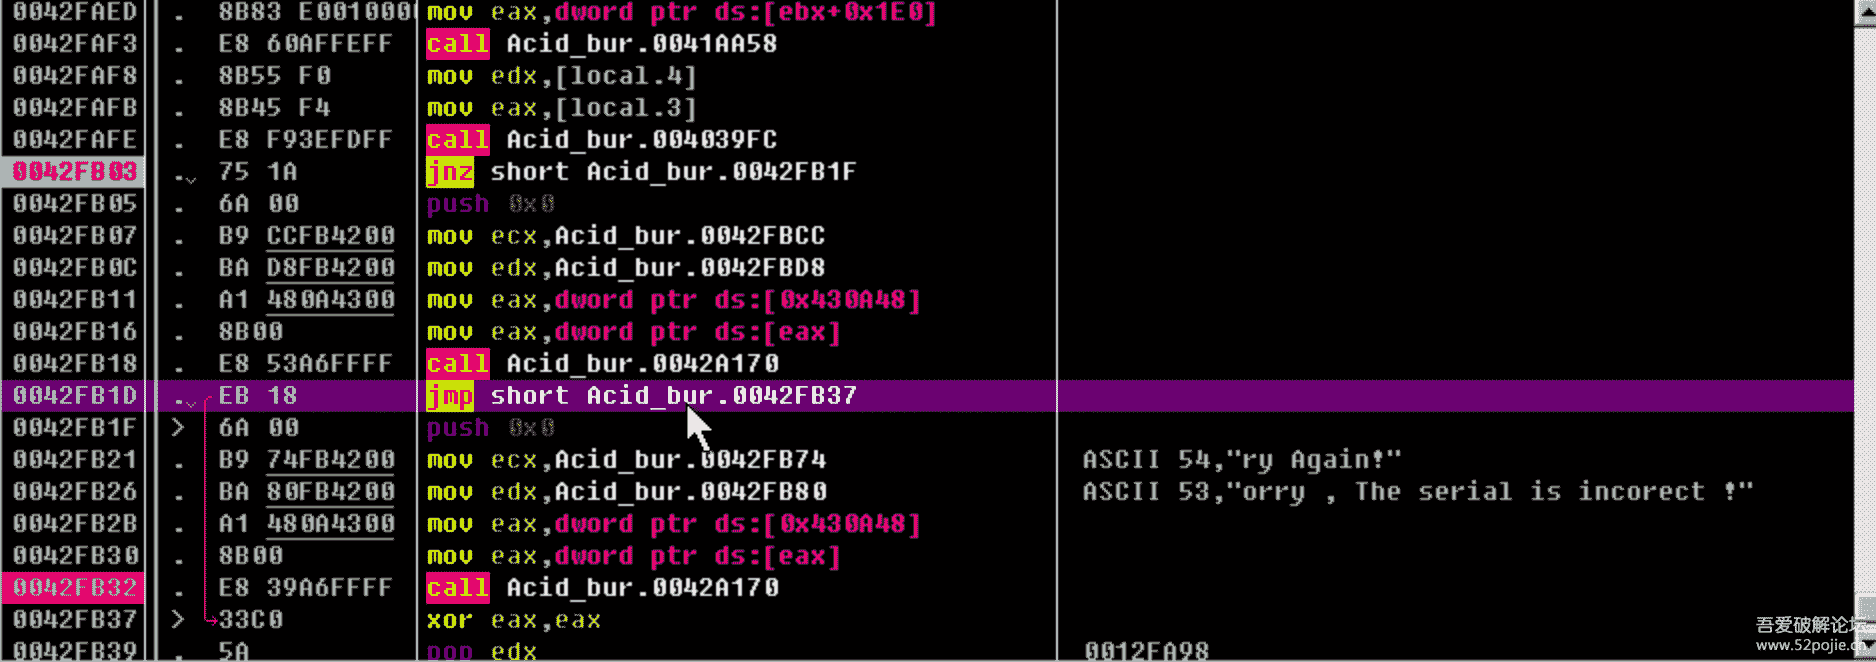 0042FAED . 8B83 E0010000 mov eax,dword ptr ds:[ebx+0x1E0]
0042FAF3 . E8 60AFFEFF call Acid_bur.0041AA58
0042FAF8 . 8B55 F0 mov edx,[local.4]
0042FAFB . 8B45 F4 mov eax,[local.3]
0042FAFE . E8 F93EFDFF call Acid_bur.004039FC
0042FB03 . 75 1A jnz short Acid_bur.0042FB1F
0042FB05 . 6A 00 push 0x0
0042FB07 . B9 CCFB4200 mov ecx,Acid_bur.0042FBCC
0042FB0C . BA D8FB4200 mov edx,Acid_bur.0042FBD8
0042FB11 . A1 480A4300 mov eax,dword ptr ds:[0x430A48]
0042FB16 . 8B00 mov eax,dword ptr ds:[eax]
0042FB18 . E8 53A6FFFF call Acid_bur.0042A170
0042FB1D . EB 18 jmp short Acid_bur.0042FB37
0042FB1F > 6A 00 push 0x0
0042FB21 . B9 74FB4200 mov ecx,Acid_bur.0042FB74 ASCII 54,"ry Again!"
0042FB26 . BA 80FB4200 mov edx,Acid_bur.0042FB80 ASCII 53,"orry , The serial is incorect !"
0042FB2B . A1 480A4300 mov eax,dword ptr ds:[0x430A48]
0042FB30 . 8B00 mov eax,dword ptr ds:[eax]
0042FB32 . E8 39A6FFFF call Acid_bur.0042A170
0042FB37 > 33C0 xor eax,eax
0042FB39 . 5A pop edx 0012FA98
吾爱破解论坛
www.52pojie.cn